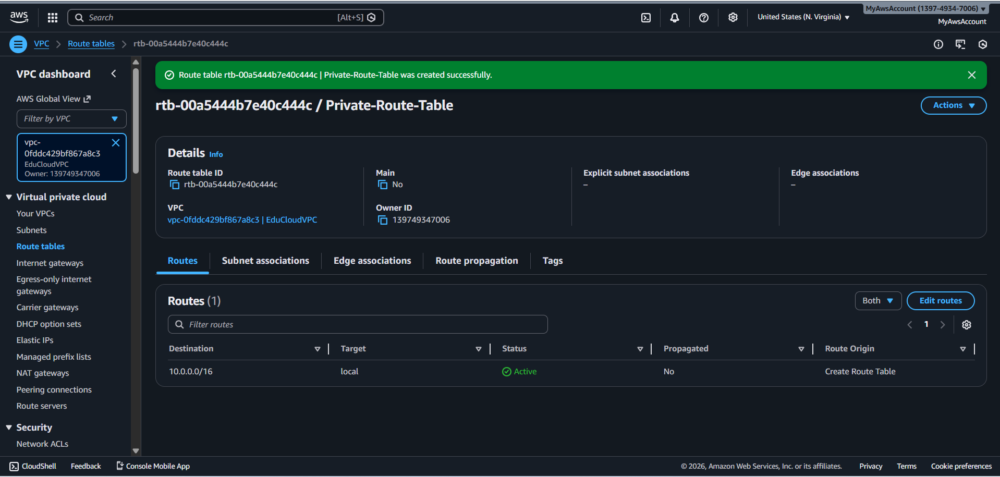 aws
Search [Alt+S]
United States (N. Virginia)
MyAwsAccount (1397-4934-7006)
MyAwsAccount
VPC
Route tables
rtb-00a5444b7e40c444c
VPC dashboard
AWS Global View
Filter by VPC
vpc-
0fddc429bf867a8c3
EduCloudVPC
Owner: 139749347006
Virtual private cloud
Your VPCs
Subnets
Route tables
Internet gateways
Egress-only internet
gateways
Carrier gateways
DHCP option sets
Elastic IPs
Managed prefix lists
NAT gateways
Peering connections
Route servers
Security
Network ACLs
Route table rtb-00a5444b7e40c444c | Private-Route-Table was created successfully.
rtb-00a5444b7e40c444c / Private-Route-Table
Actions
Details Info
Route table ID
rtb-00a5444b7e40c444c
Main
No
Explicit subnet associations
–
Edge associations
–
VPC
vpc-0fddc429bf867a8c3 | EduCloudVPC
Owner ID
139749347006
Routes Subnet associations Edge associations Route propagation Tags
Routes (1)
Both
Edit routes
Filter routes
1
Destination Target Status Propagated Route Origin
10.0.0.0/16 local Active No Create Route Table
CloudShell Feedback Console Mobile App
© 2026, Amazon Web Services, Inc. or its affiliates. Privacy Terms Cookie preferences